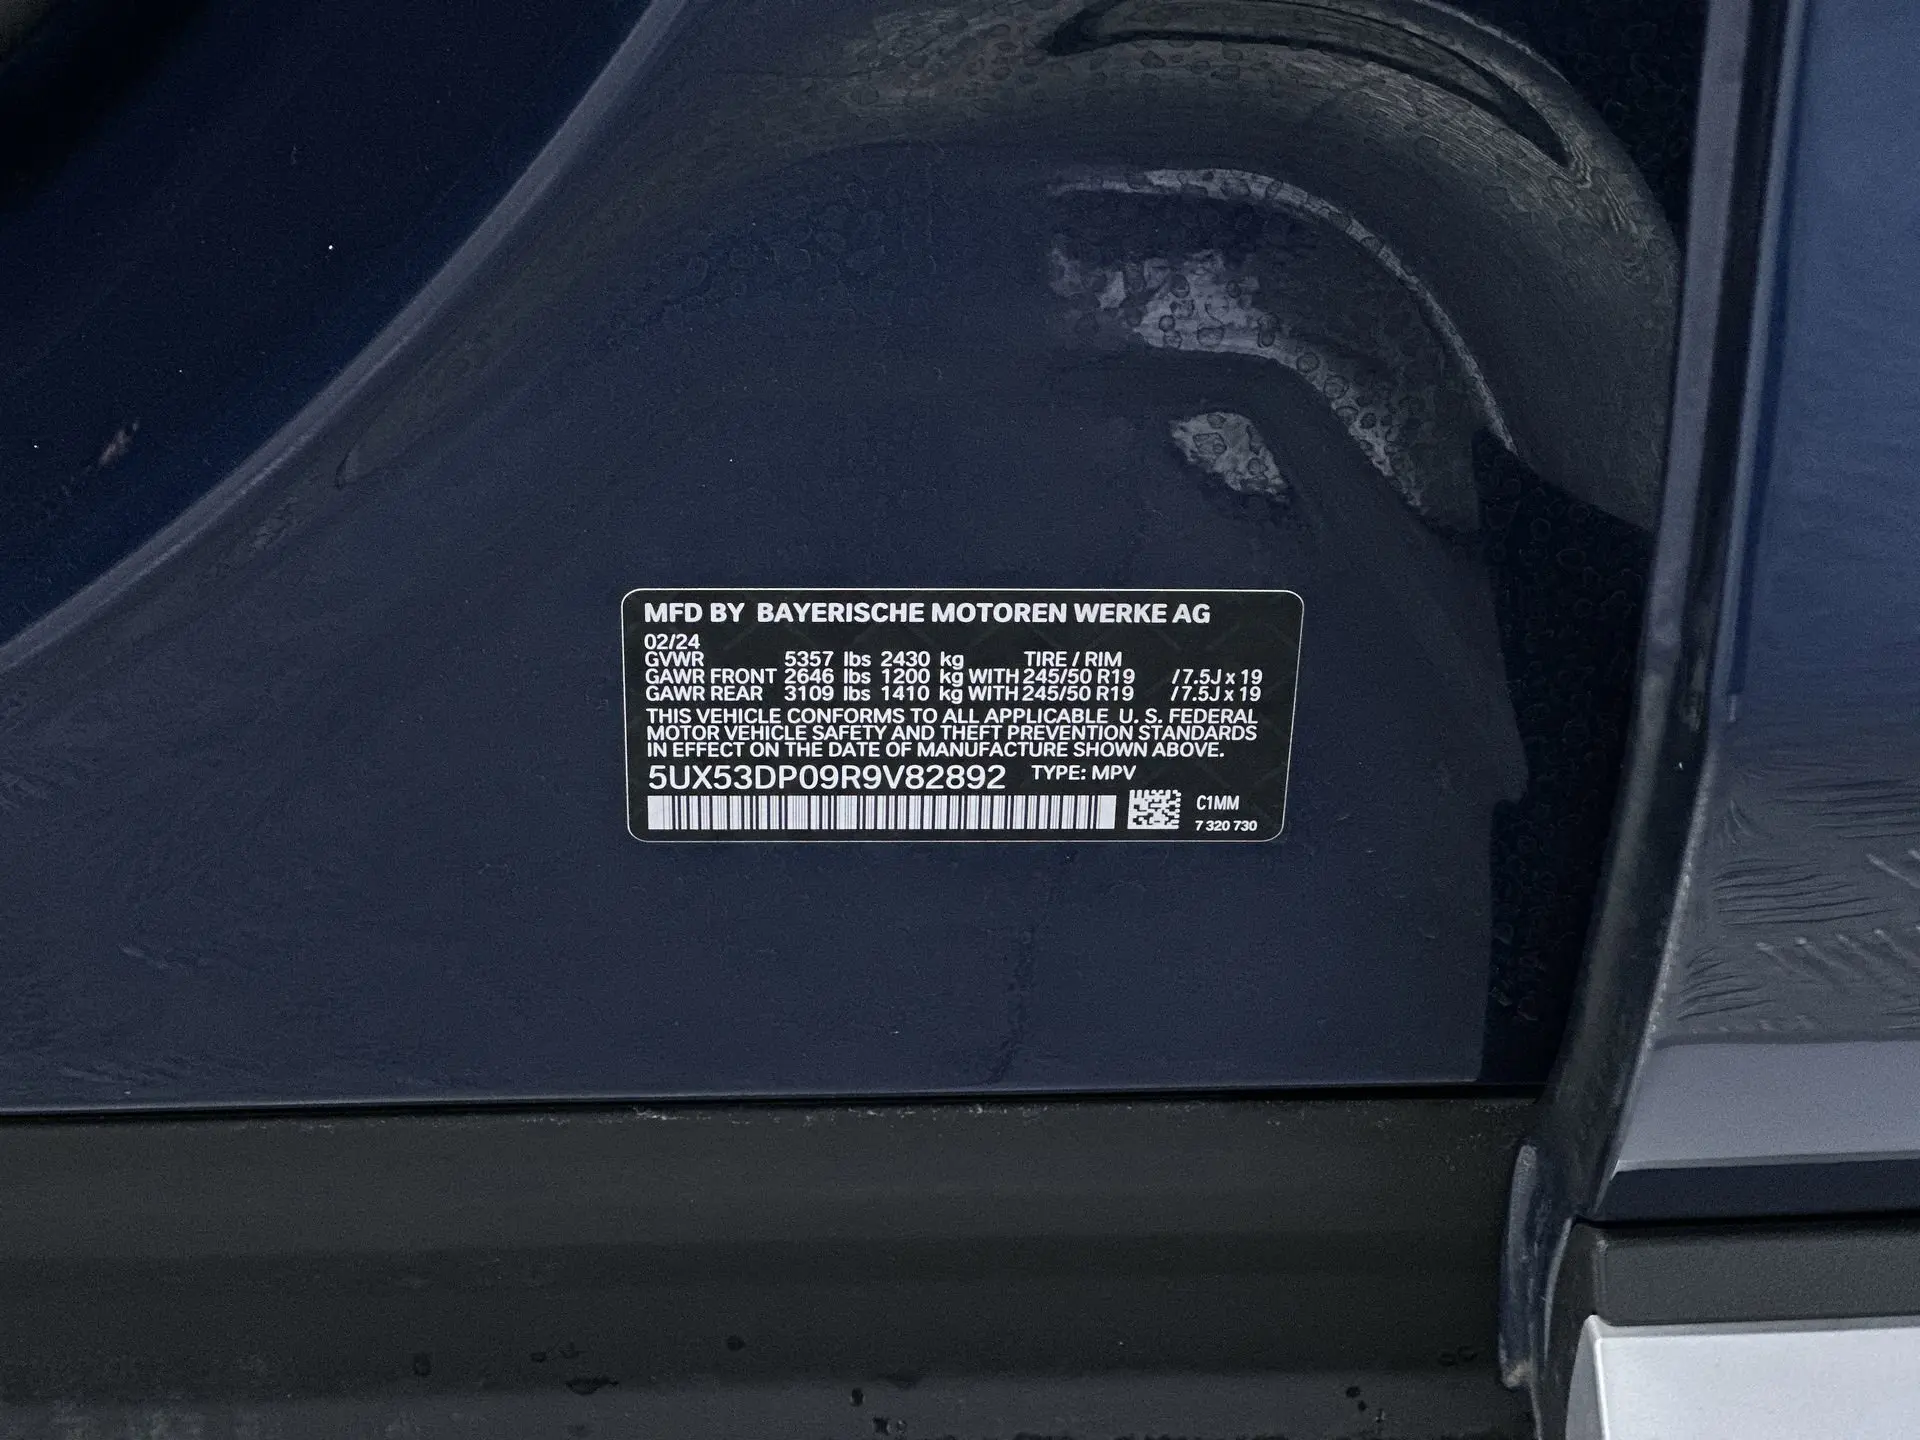 MFD BY BAYERISCHE MOTOREN WERKE AG
02/24
GVWR 5357 lbs 2430 kg TIRE / RIM
GAWR FRONT 2646 lbs 1200 kg WITH 245/50 R19 / 7.5J x 19
GAWR REAR 3109 lbs 1410 kg WITH 245/50 R19 / 7.5J x 19
THIS VEHICLE CONFORMS TO ALL APPLICABLE U. S. FEDERAL
MOTOR VEHICLE SAFETY AND THEFT PREVENTION STANDARDS
IN EFFECT ON THE DATE OF MANUFACTURE SHOWN ABOVE.
5UX53DP09R9V82892 TYPE: MPV
C1MM
7 320 730